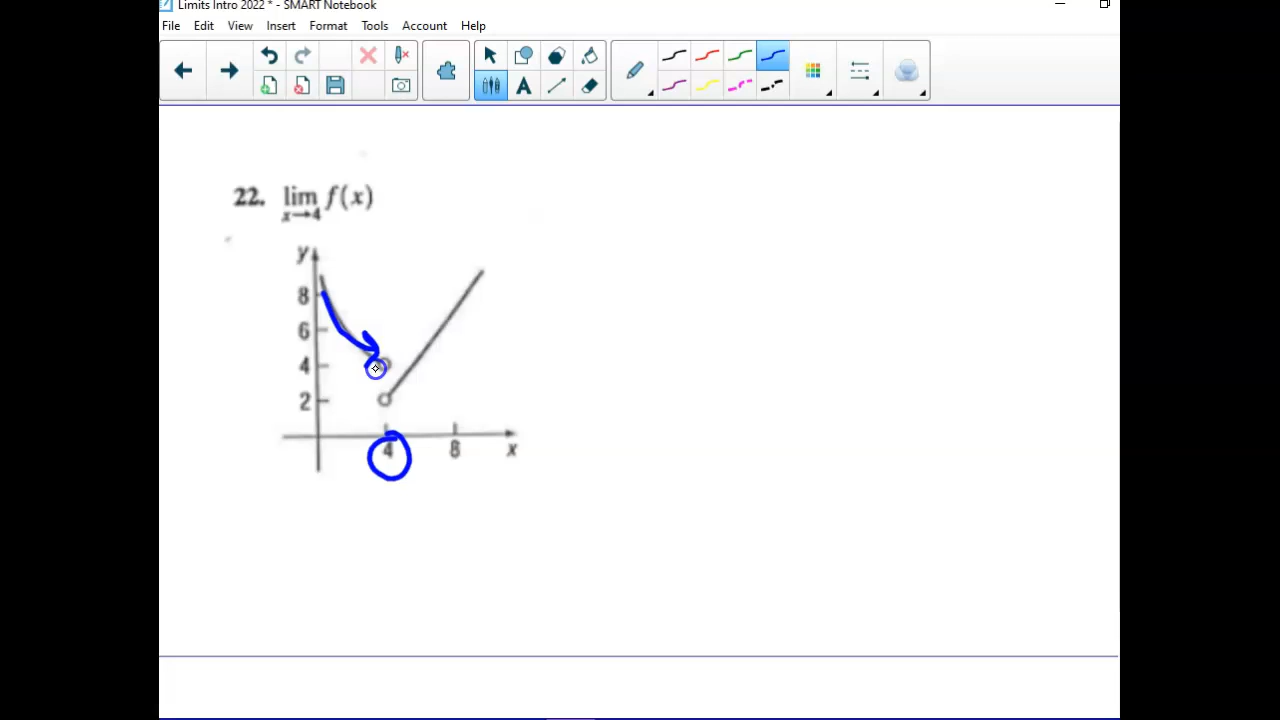 Limits Intro 2022 * - SMART Notebook
File Edit View Insert Format Tools Account Help
A
22. lim f(x)
x→4
y
8
6
4
2
4 8 x